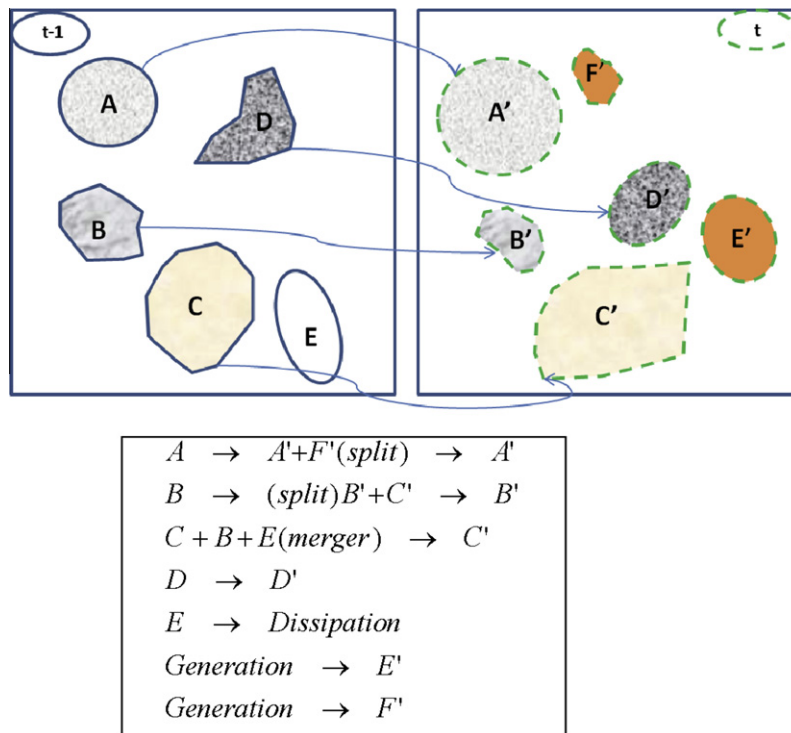 t-1
t
A
D
B
C
E
A’
F’
D’
B’
E’
C’
A → A'+F'(split) → A'
B → (split)B'+C' → B'
C + B + E(merger) → C'
D → D'
E → Dissipation
Generation → E'
Generation → F'